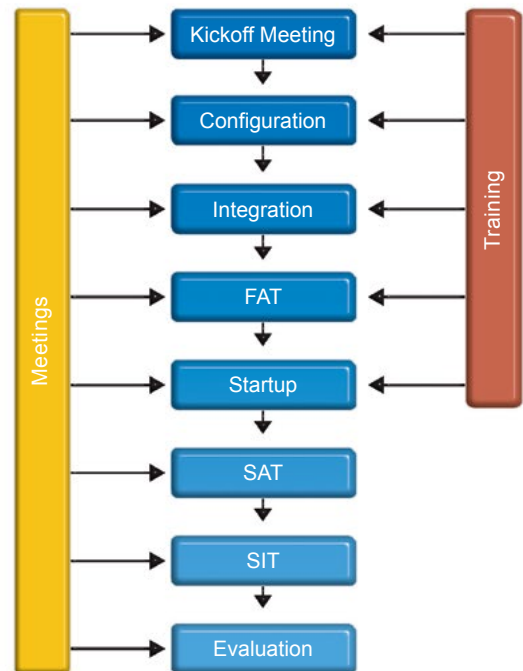 Kickoff Meeting
Configuration
Integration
FAT
Startup
SAT
SIT
Evaluation
Meetings
Training